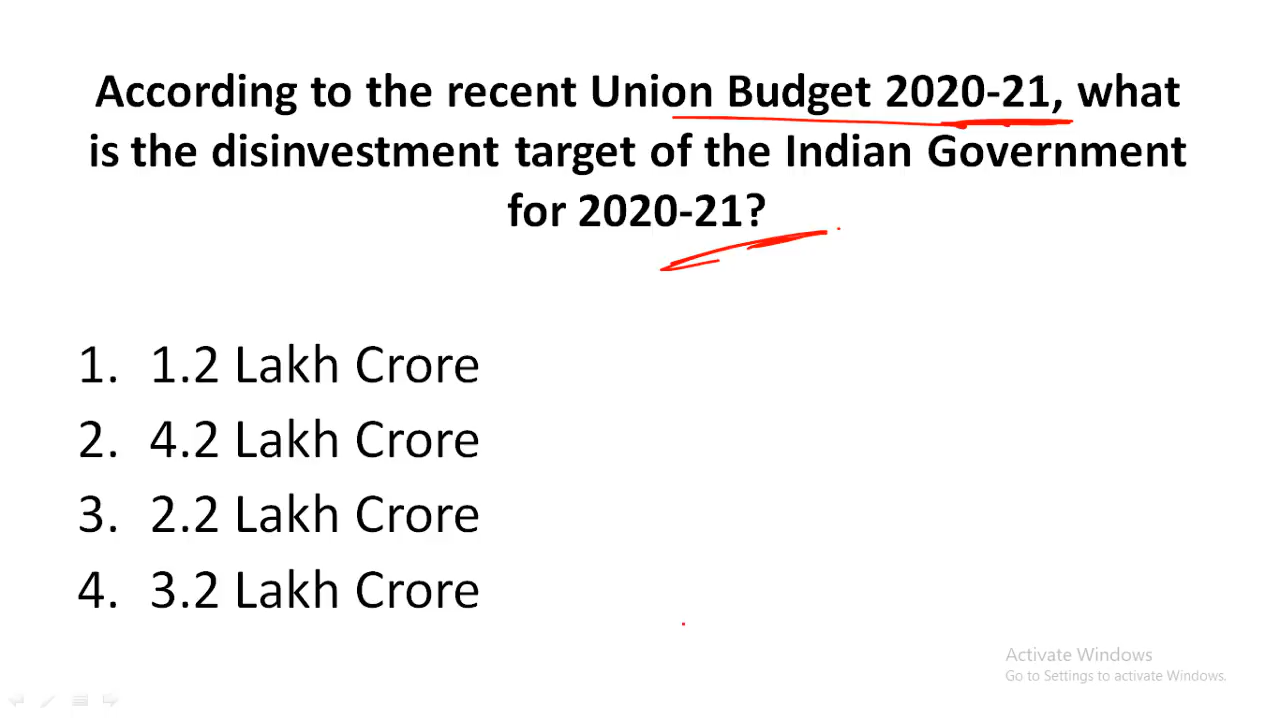 According to the recent Union Budget 2020-21, what
is the disinvestment target of the Indian Government
for 2020-21?
1. 1.2 Lakh Crore
2. 4.2 Lakh Crore
3. 2.2 Lakh Crore
4. 3.2 Lakh Crore
Activate Windows
Go to Settings to activate Windows.